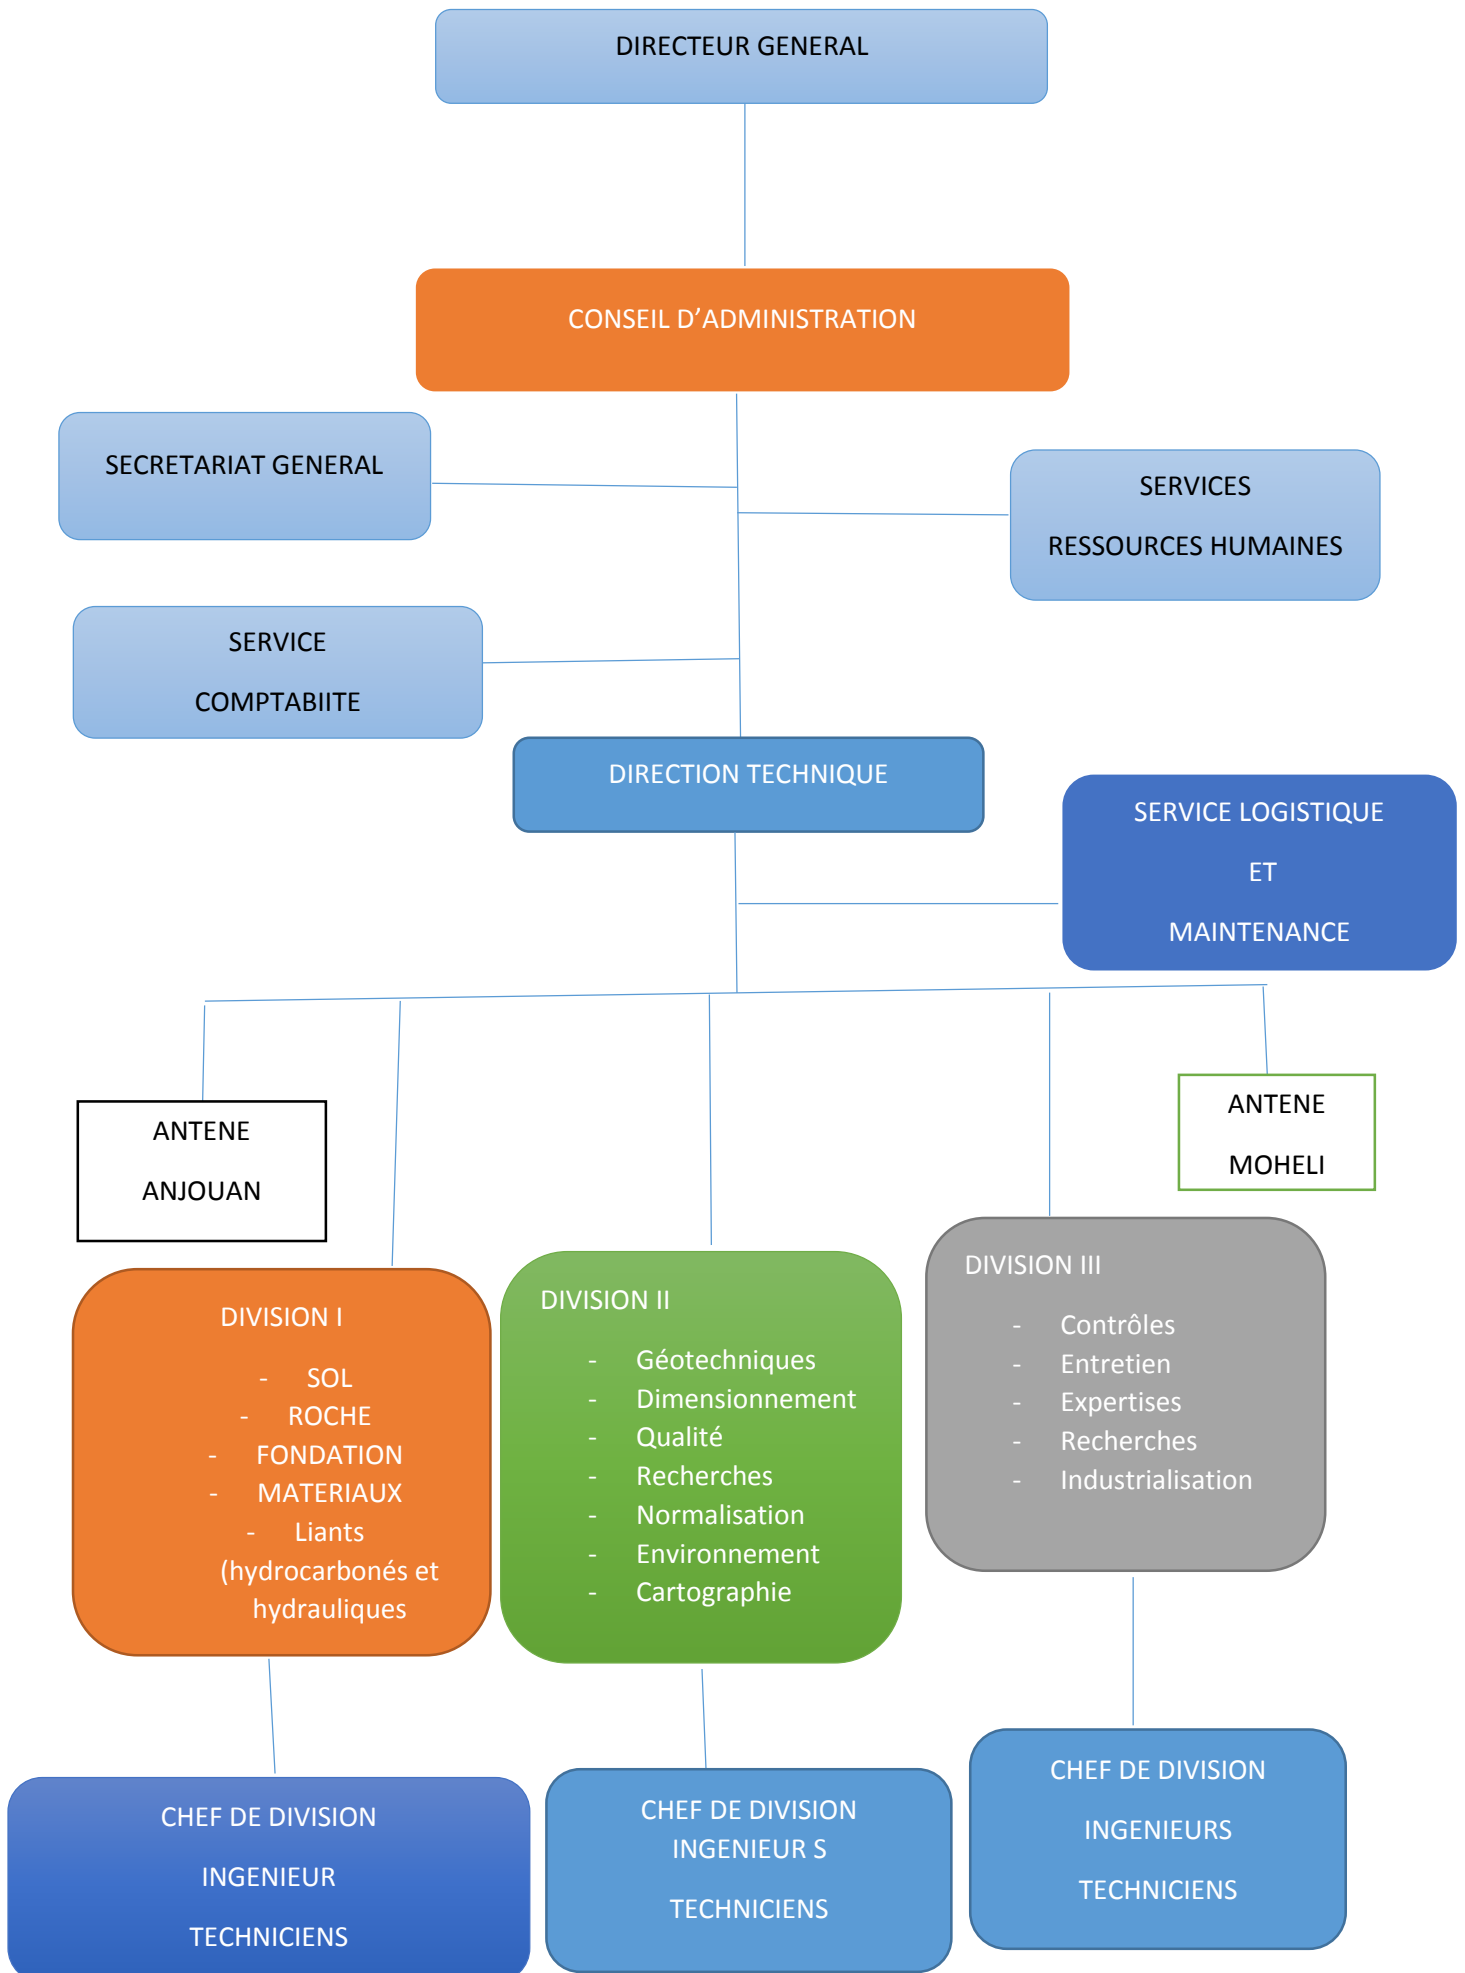 DIRECTEUR GENERAL
CONSEIL D’ADMINISTRATION
SECRETARIAT GENERAL
SERVICES
RESSOURCES HUMAINES
SERVICE
COMPTABIITE
DIRECTION TECHNIQUE
SERVICE LOGISTIQUE
ET
MAINTENANCE
ANTENE
ANJOUAN
ANTENE
MOHELI
DIVISION I
- SOL
- ROCHE
- FONDATION
- MATERIAUX
- Liants
(hydrocarbonés et
hydrauliques
DIVISION II
- Géotechniques
- Dimensionnement
- Qualité
- Recherches
- Normalisation
- Environnement
- Cartographie
DIVISION III
- Contrôles
- Entretien
- Expertises
- Recherches
- Industrialisation
CHEF DE DIVISION
INGENIEUR
TECHNICIENS
CHEF DE DIVISION
INGENIEUR S
TECHNICIENS
CHEF DE DIVISION
INGENIEURS
TECHNICIENS